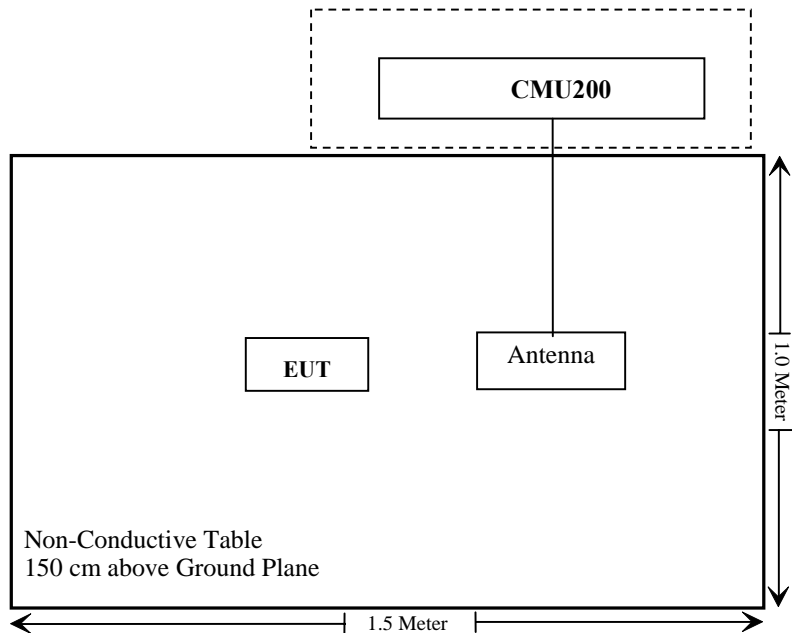 CMU200
EUT
Antenna
1.0 Meter
Non-Conductive Table
150 cm above Ground Plane
1.5 Meter